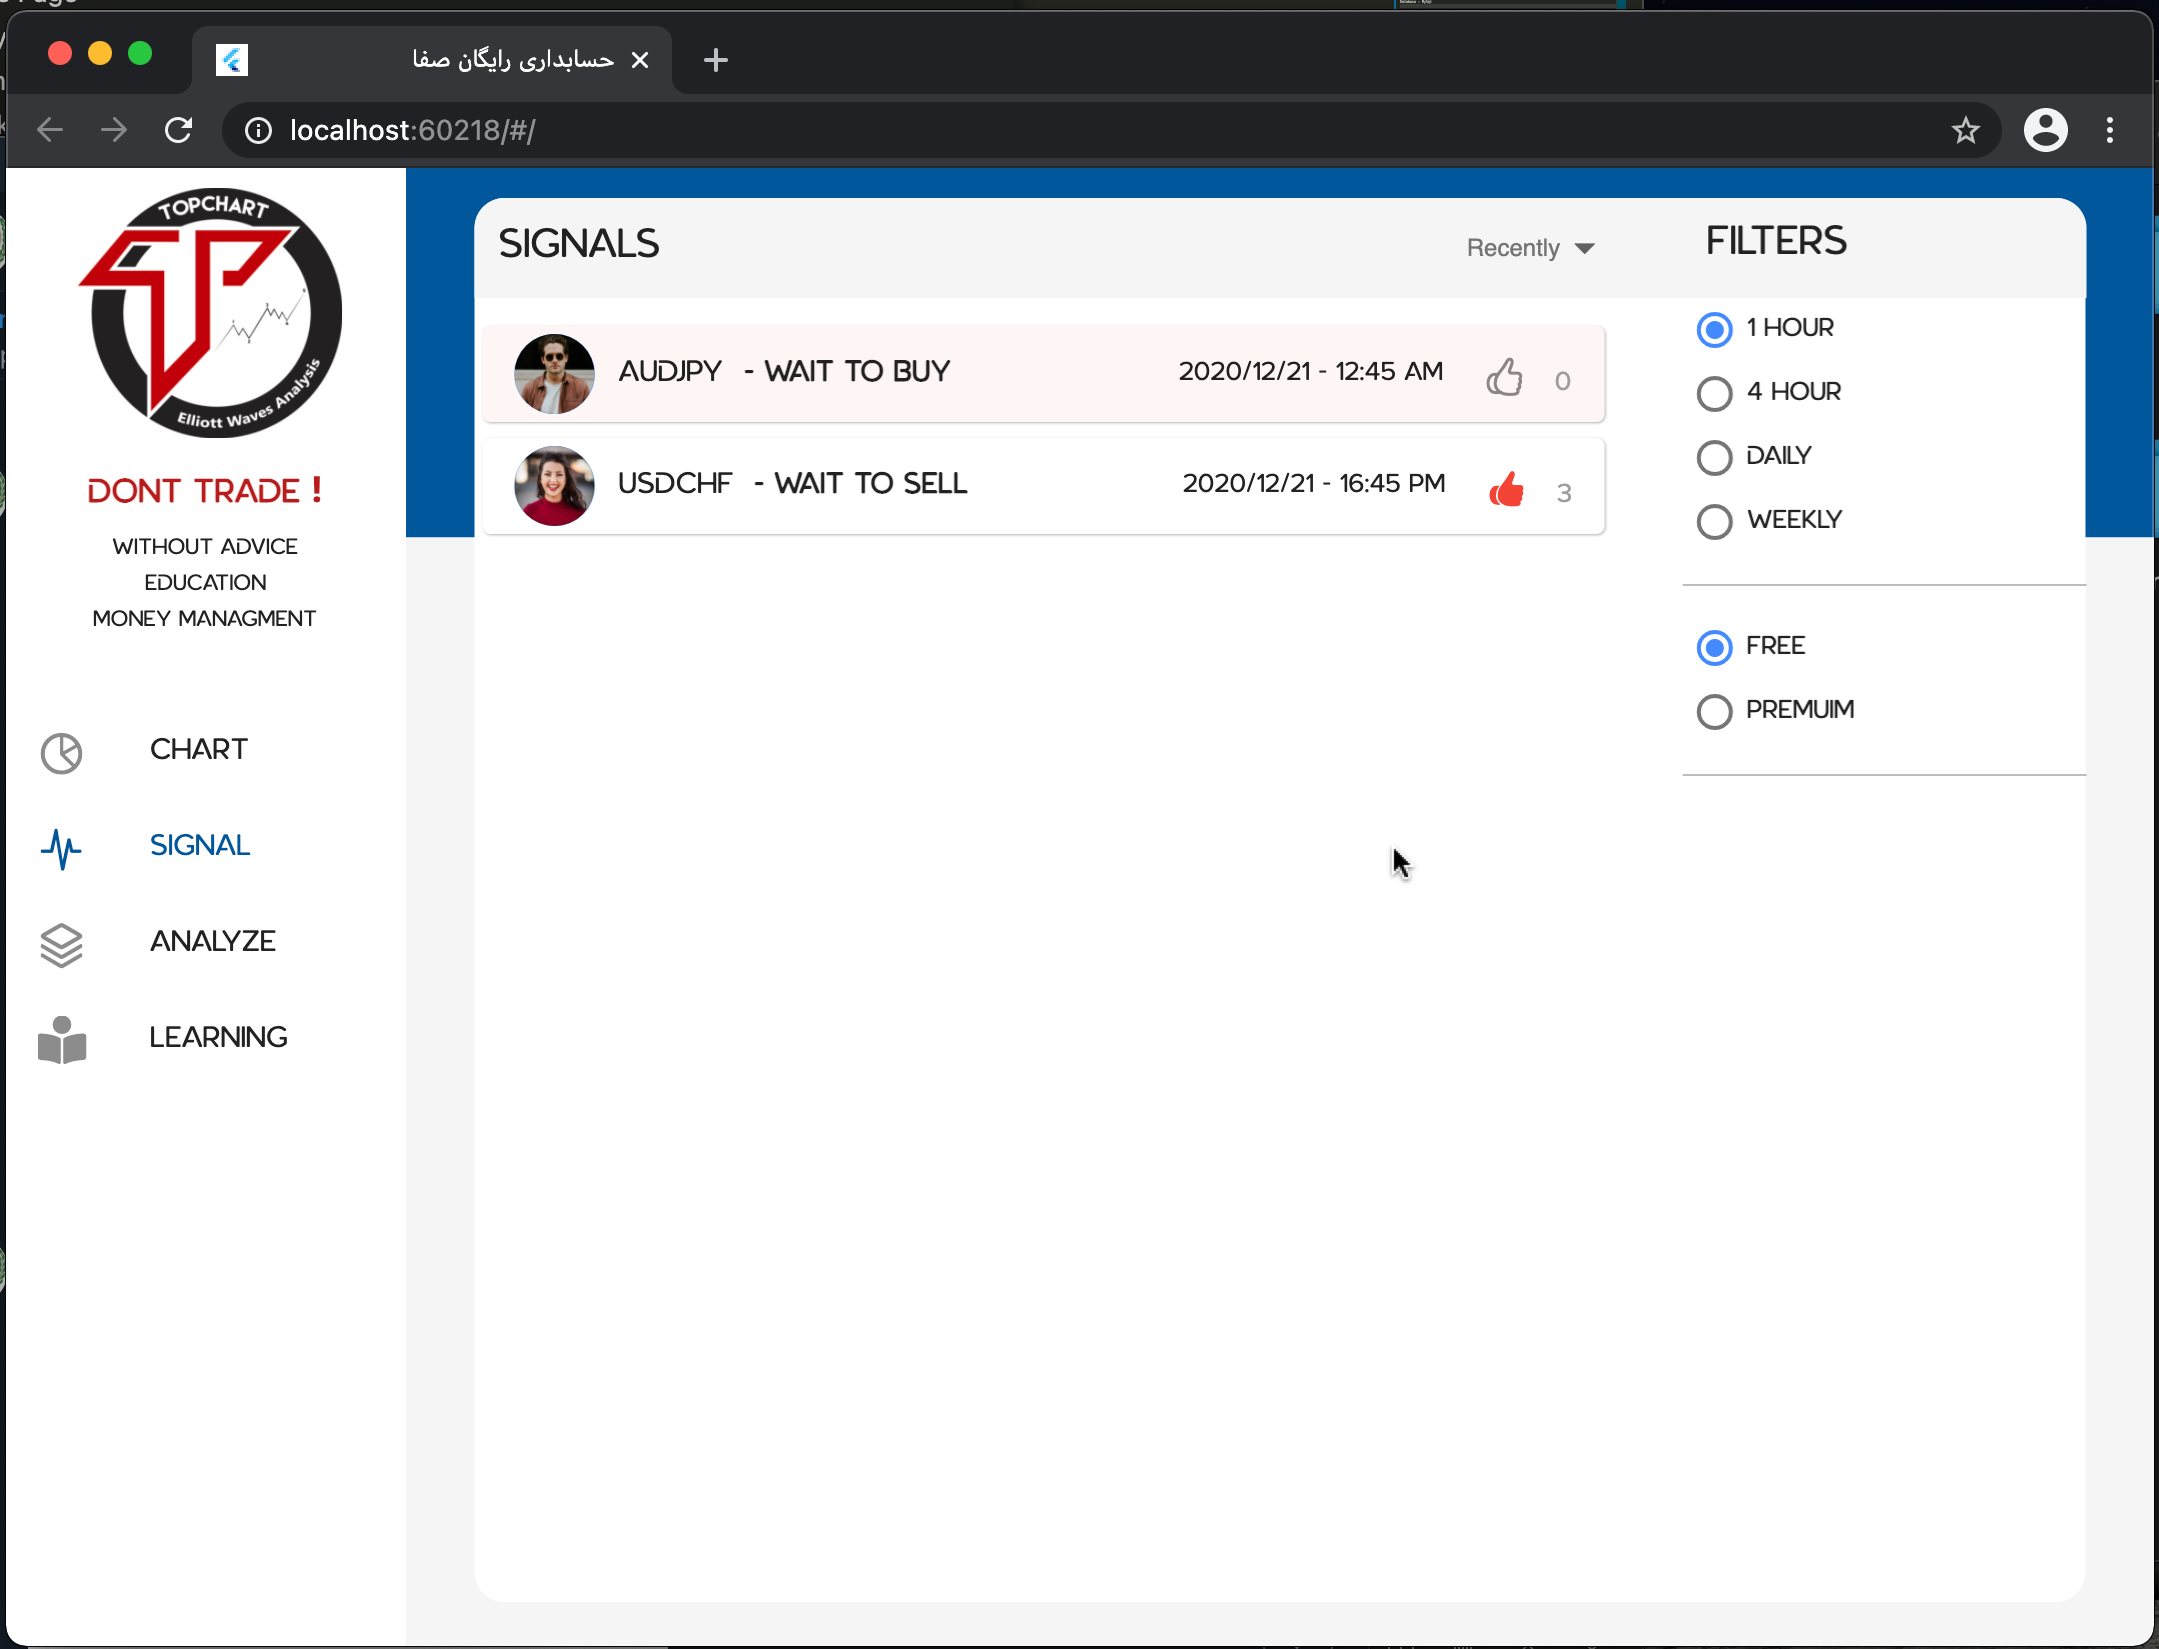 حسابداری رایگان صفا
localhost:60218/#/
TOPCHART
Elliott Waves Analysis
DONT TRADE !
WITHOUT ADVICE
EDUCATION
MONEY MANAGMENT
CHART
SIGNAL
ANALYZE
LEARNING
SIGNALS
Recently
AUDJPY - WAIT TO BUY 2020/12/21 - 12:45 AM 0
USDCHF - WAIT TO SELL 2020/12/21 - 16:45 PM 3
FILTERS
1 HOUR
4 HOUR
DAILY
WEEKLY
FREE
PREMUIM